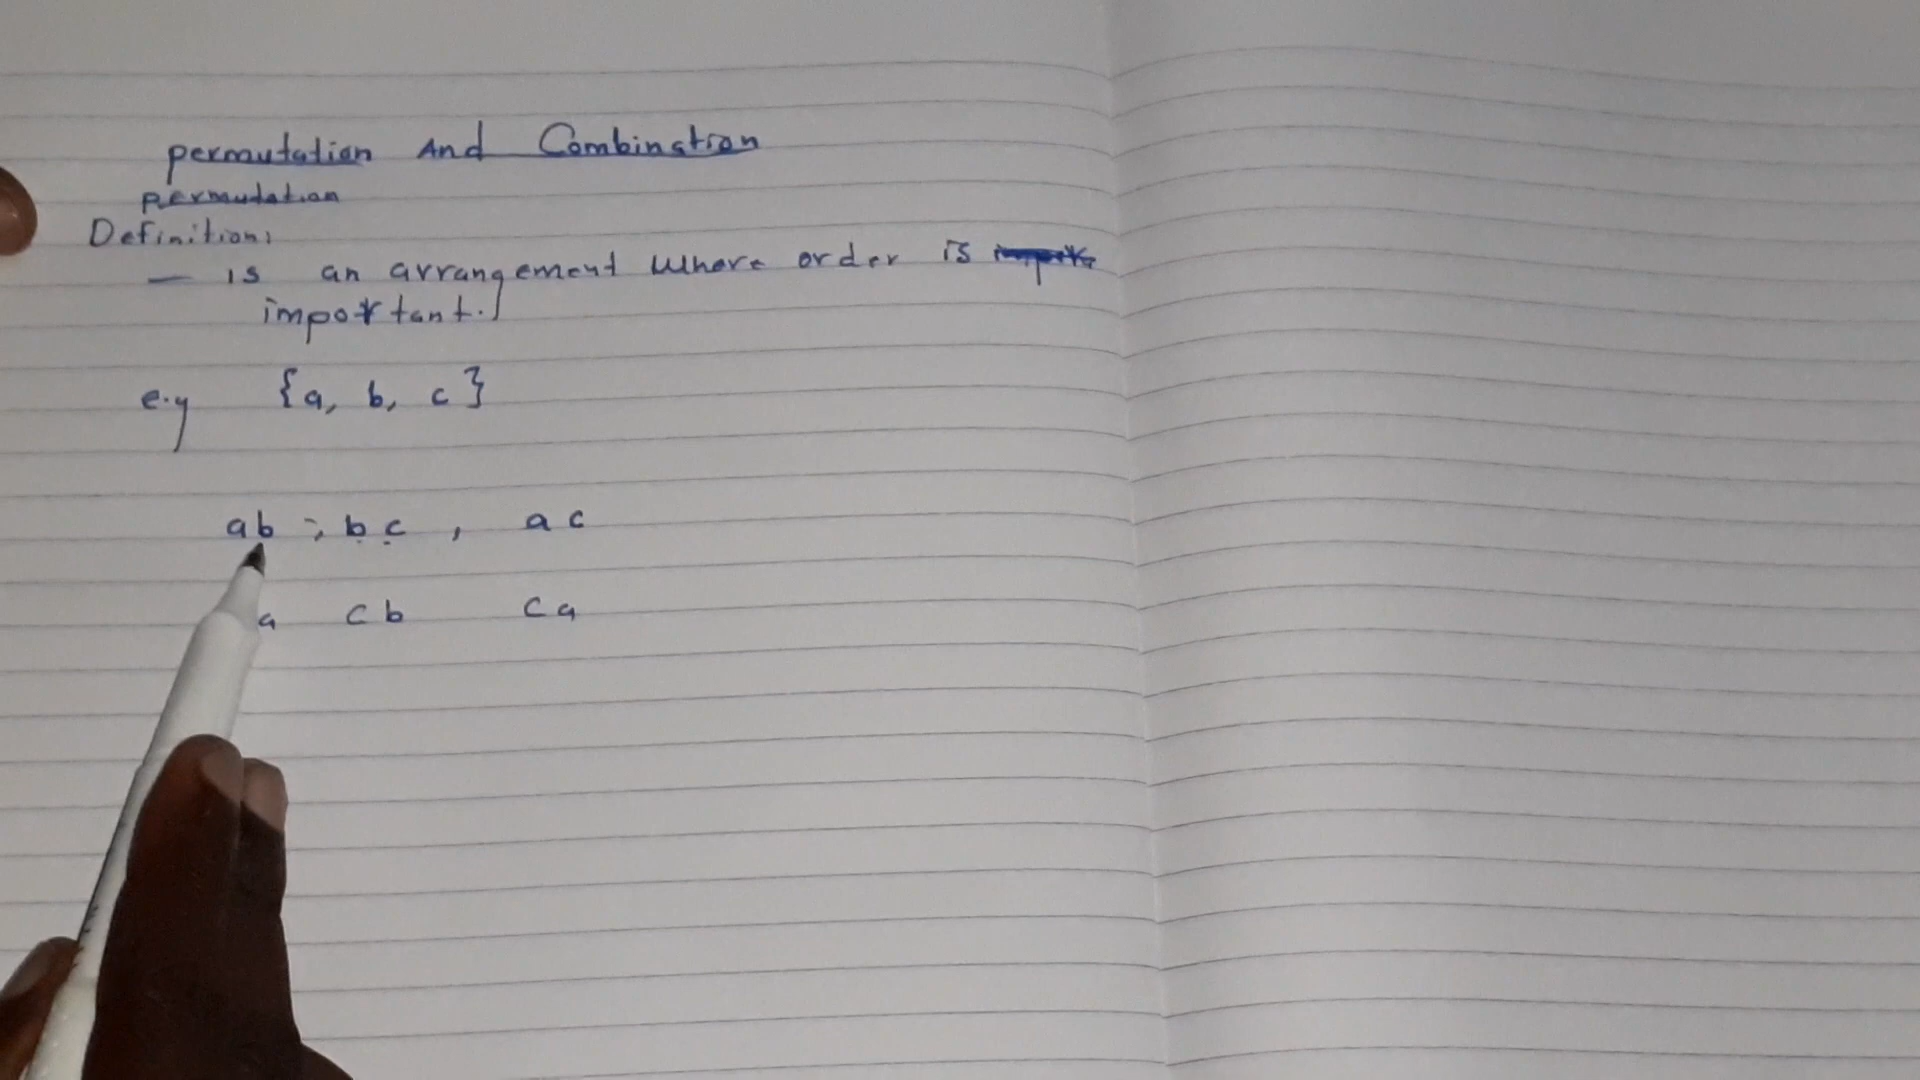 permutation And Combination
permutation
Definition:
— is an arrangement where order is
important.
e.g {a, b, c}
ab , bc , ac
a cb ca